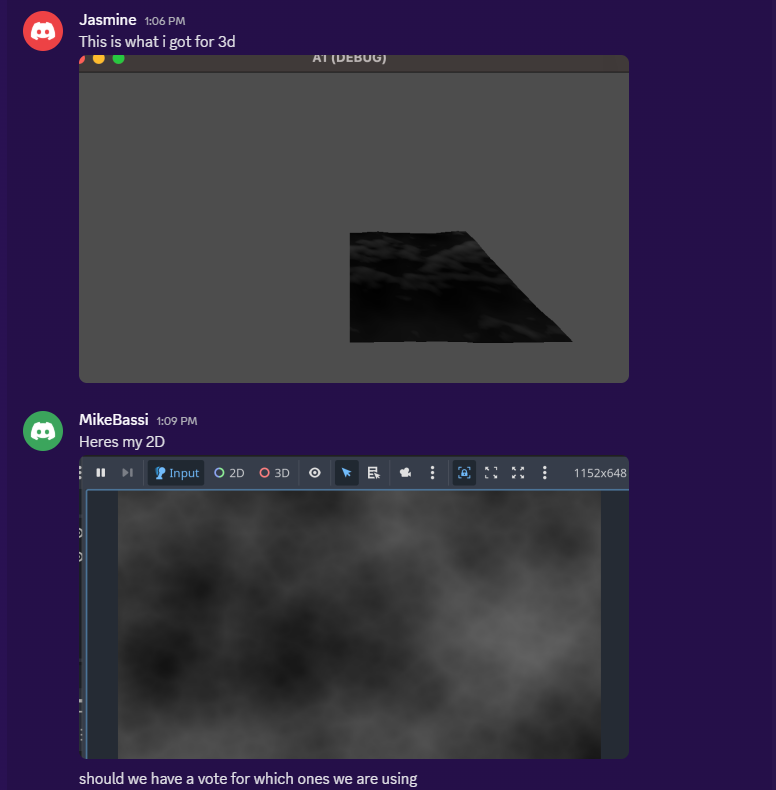 Jasmine 1:06 PM
This is what i got for 3d
A1 (DEBUG)
MikeBassi 1:09 PM
Heres my 2D
Input 2D 3D 1152x648
should we have a vote for which ones we are using